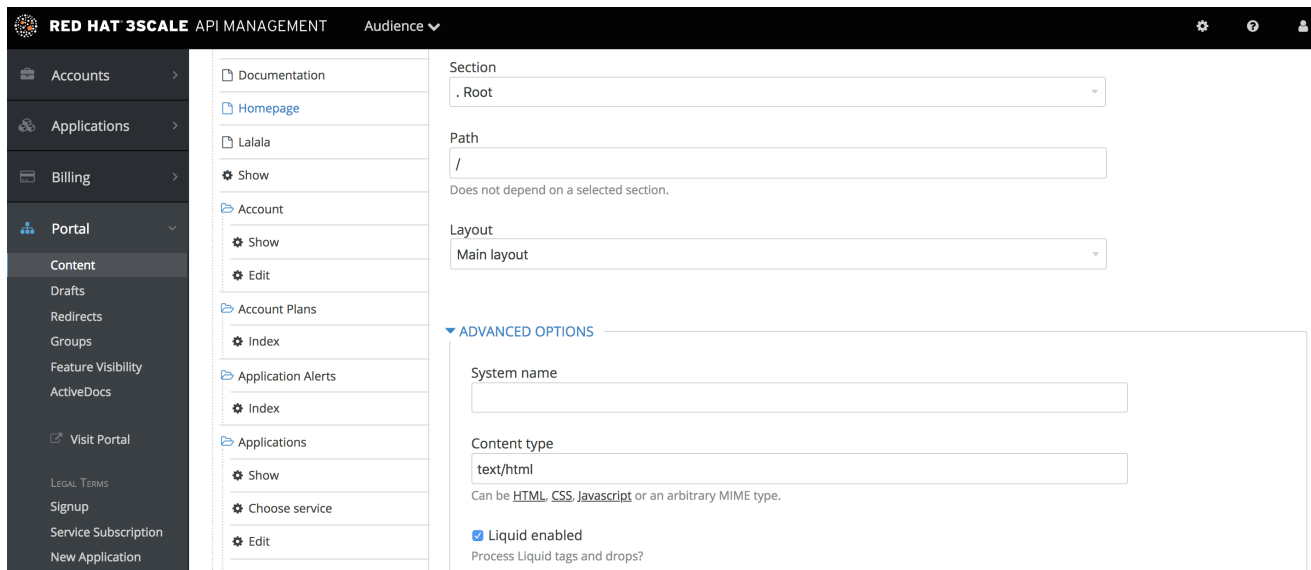 RED HAT 3SCALE API MANAGEMENT
Audience
Accounts
Applications
Billing
Portal
Content
Drafts
Redirects
Groups
Feature Visibility
ActiveDocs
Visit Portal
LEGAL TERMS
Signup
Service Subscription
New Application
Documentation
Homepage
Lalala
Show
Account
Show
Edit
Account Plans
Index
Application Alerts
Index
Applications
Show
Choose service
Edit
Section
. Root
Path
/
Does not depend on a selected section.
Layout
Main layout
ADVANCED OPTIONS
System name
Content type
text/html
Can be HTML, CSS, Javascript or an arbitrary MIME type.
Liquid enabled
Process Liquid tags and drops?